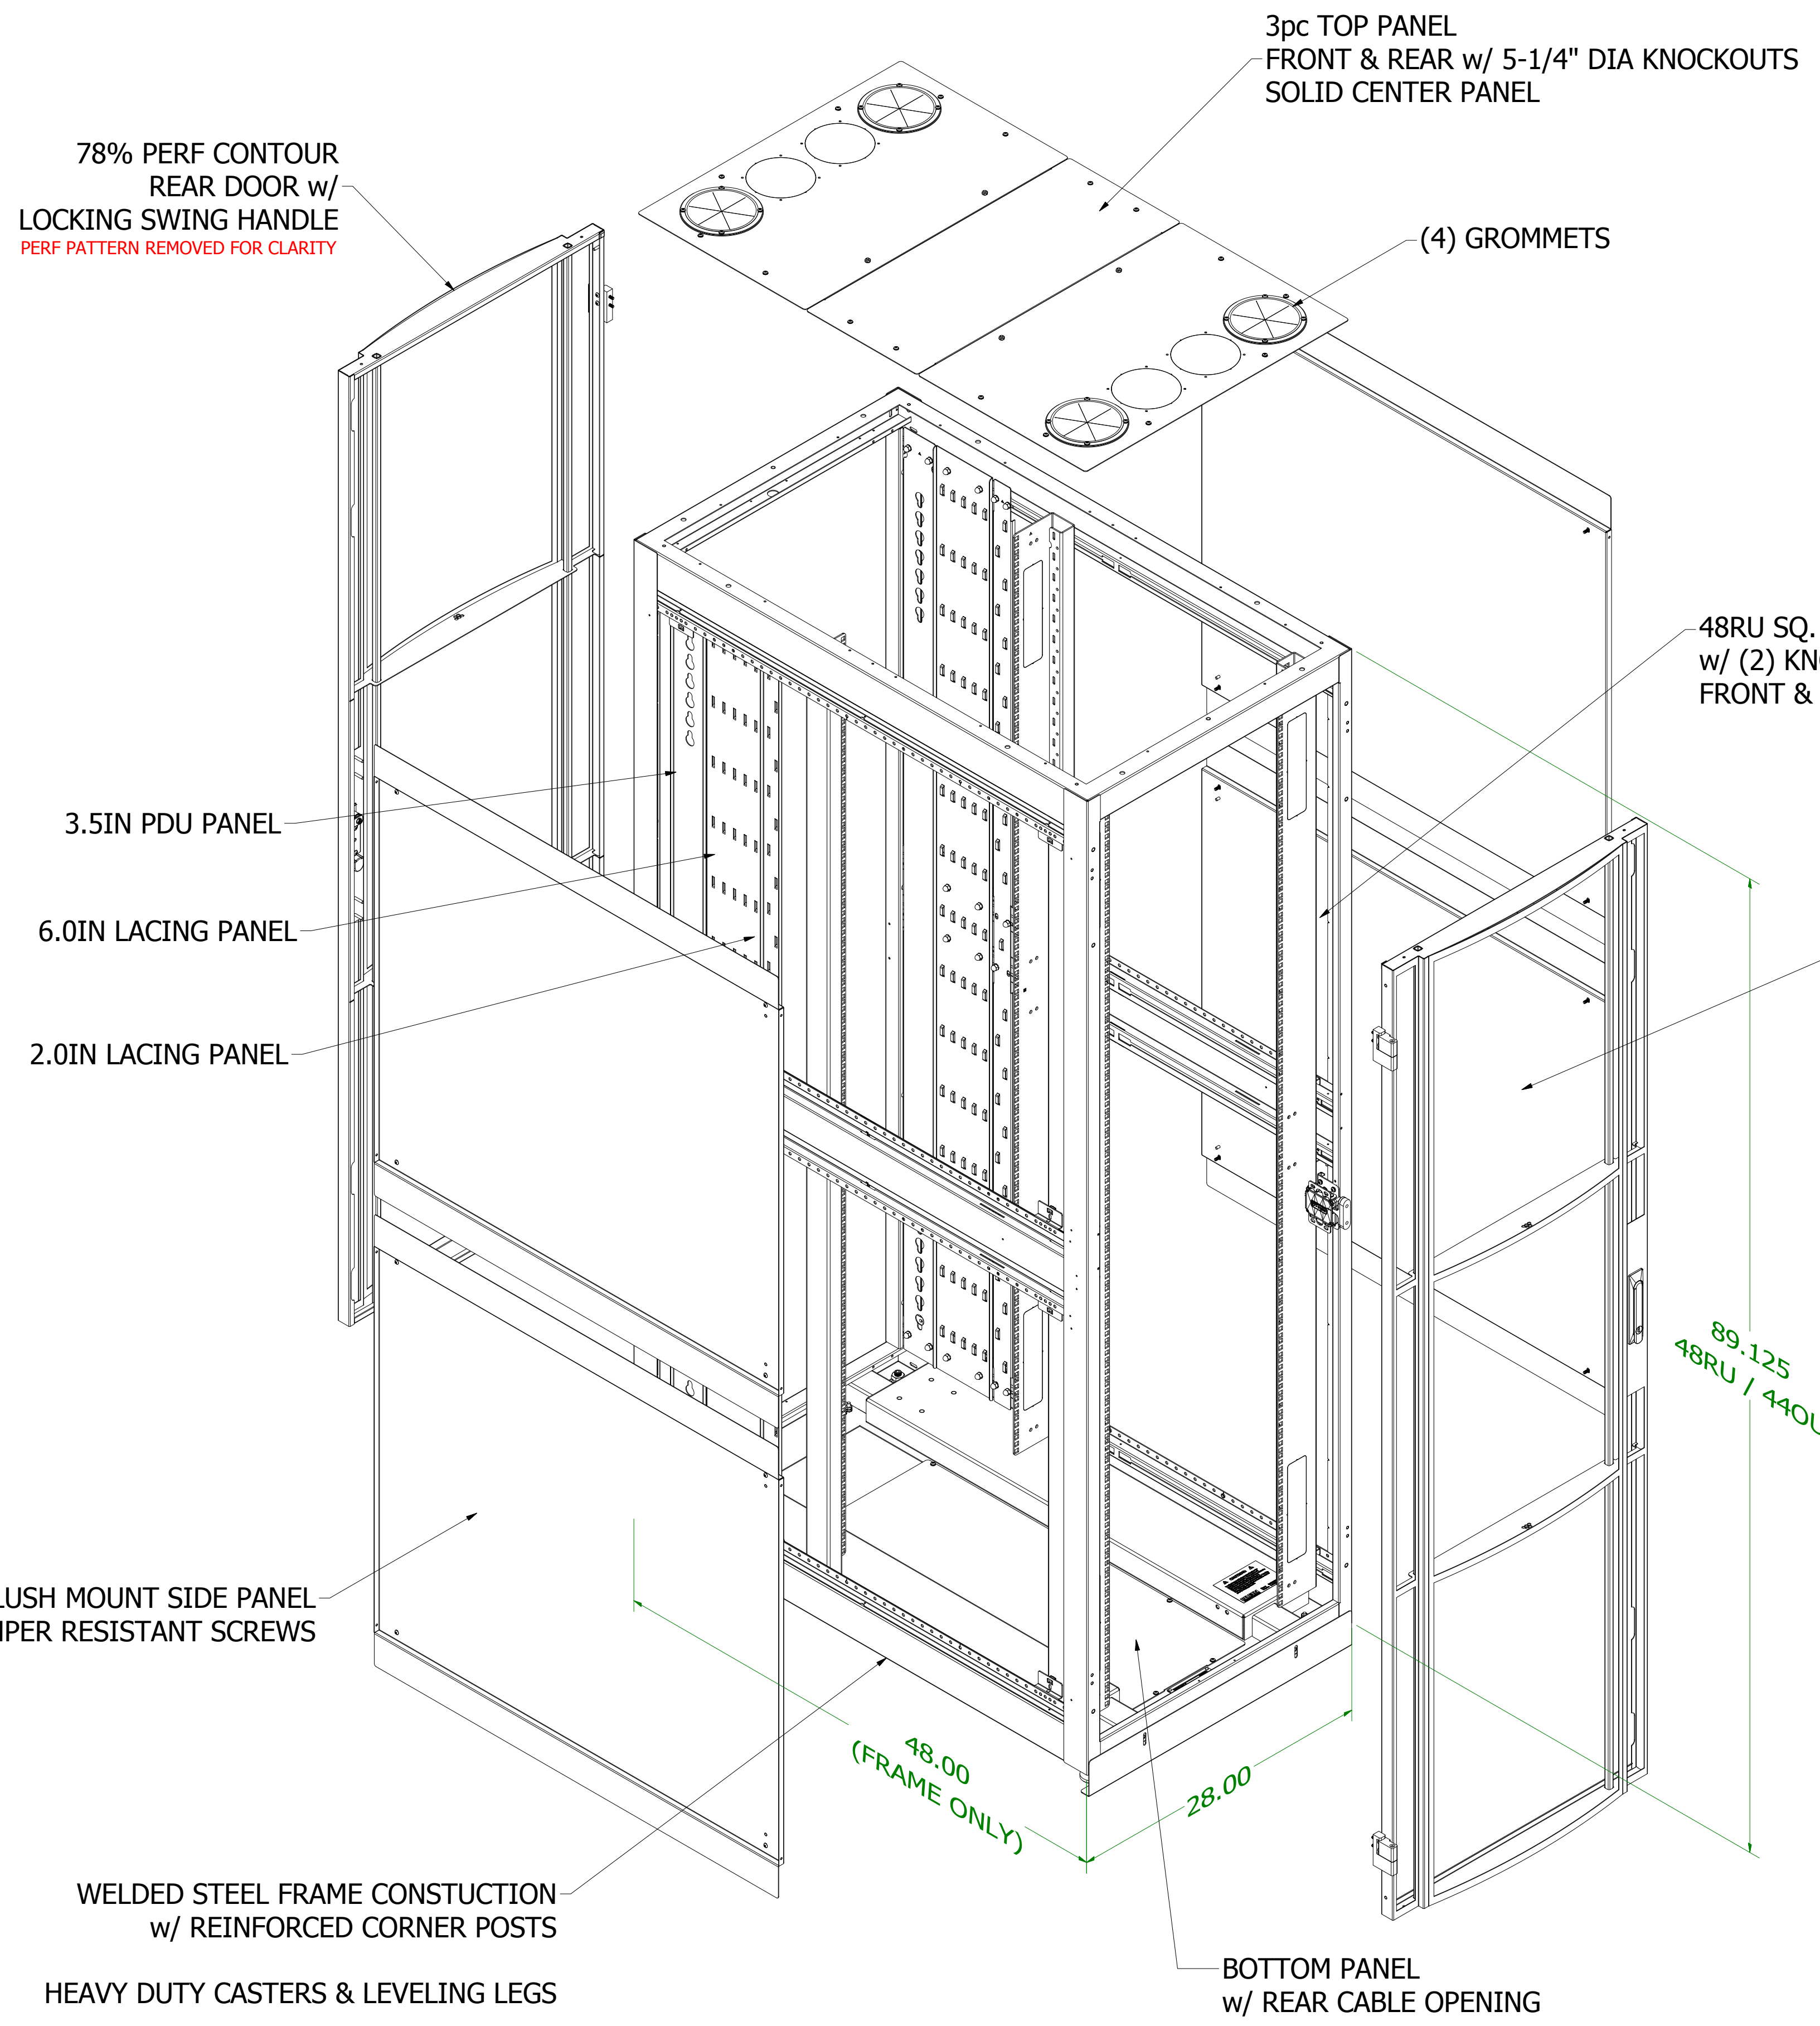 3pc TOP PANEL
FRONT & REAR w/ 5-1/4" DIA KNOCKOUTS
SOLID CENTER PANEL
78% PERF CONTOUR
REAR DOOR w/
LOCKING SWING HANDLE
PERF PATTERN REMOVED FOR CLARITY
(4) GROMMETS
48RU SQ.
w/ (2)
FRONT &
3.5IN PDU PANEL
6.0IN LACING PANEL
2.0IN LACING PANEL
89.125
48RU / 44OU
MOUNT SIDE PANEL
RESISTANT SCREWS
48.00
(FRAME ONLY)
28.00
WELDED STEEL FRAME CONSTUCTION
w/ REINFORCED CORNER POSTS
HEAVY DUTY CASTERS & LEVELING LEGS
BOTTOM PANEL
w/ REAR CABLE OPENING